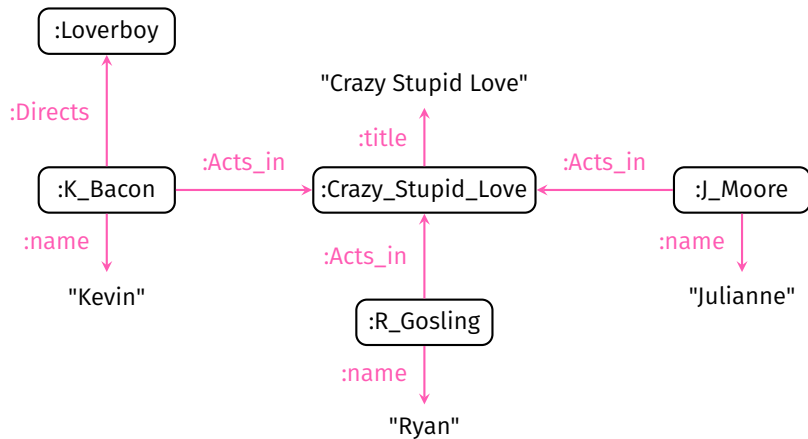 :Loverboy
"Crazy Stupid Love"
:Directs
:title
:Acts_in
:Acts_in
:K_Bacon
:Crazy_Stupid_Love
:J_Moore
:name
:Acts_in
:name
"Kevin"
"Julianne"
:R_Gosling
:name
"Ryan"